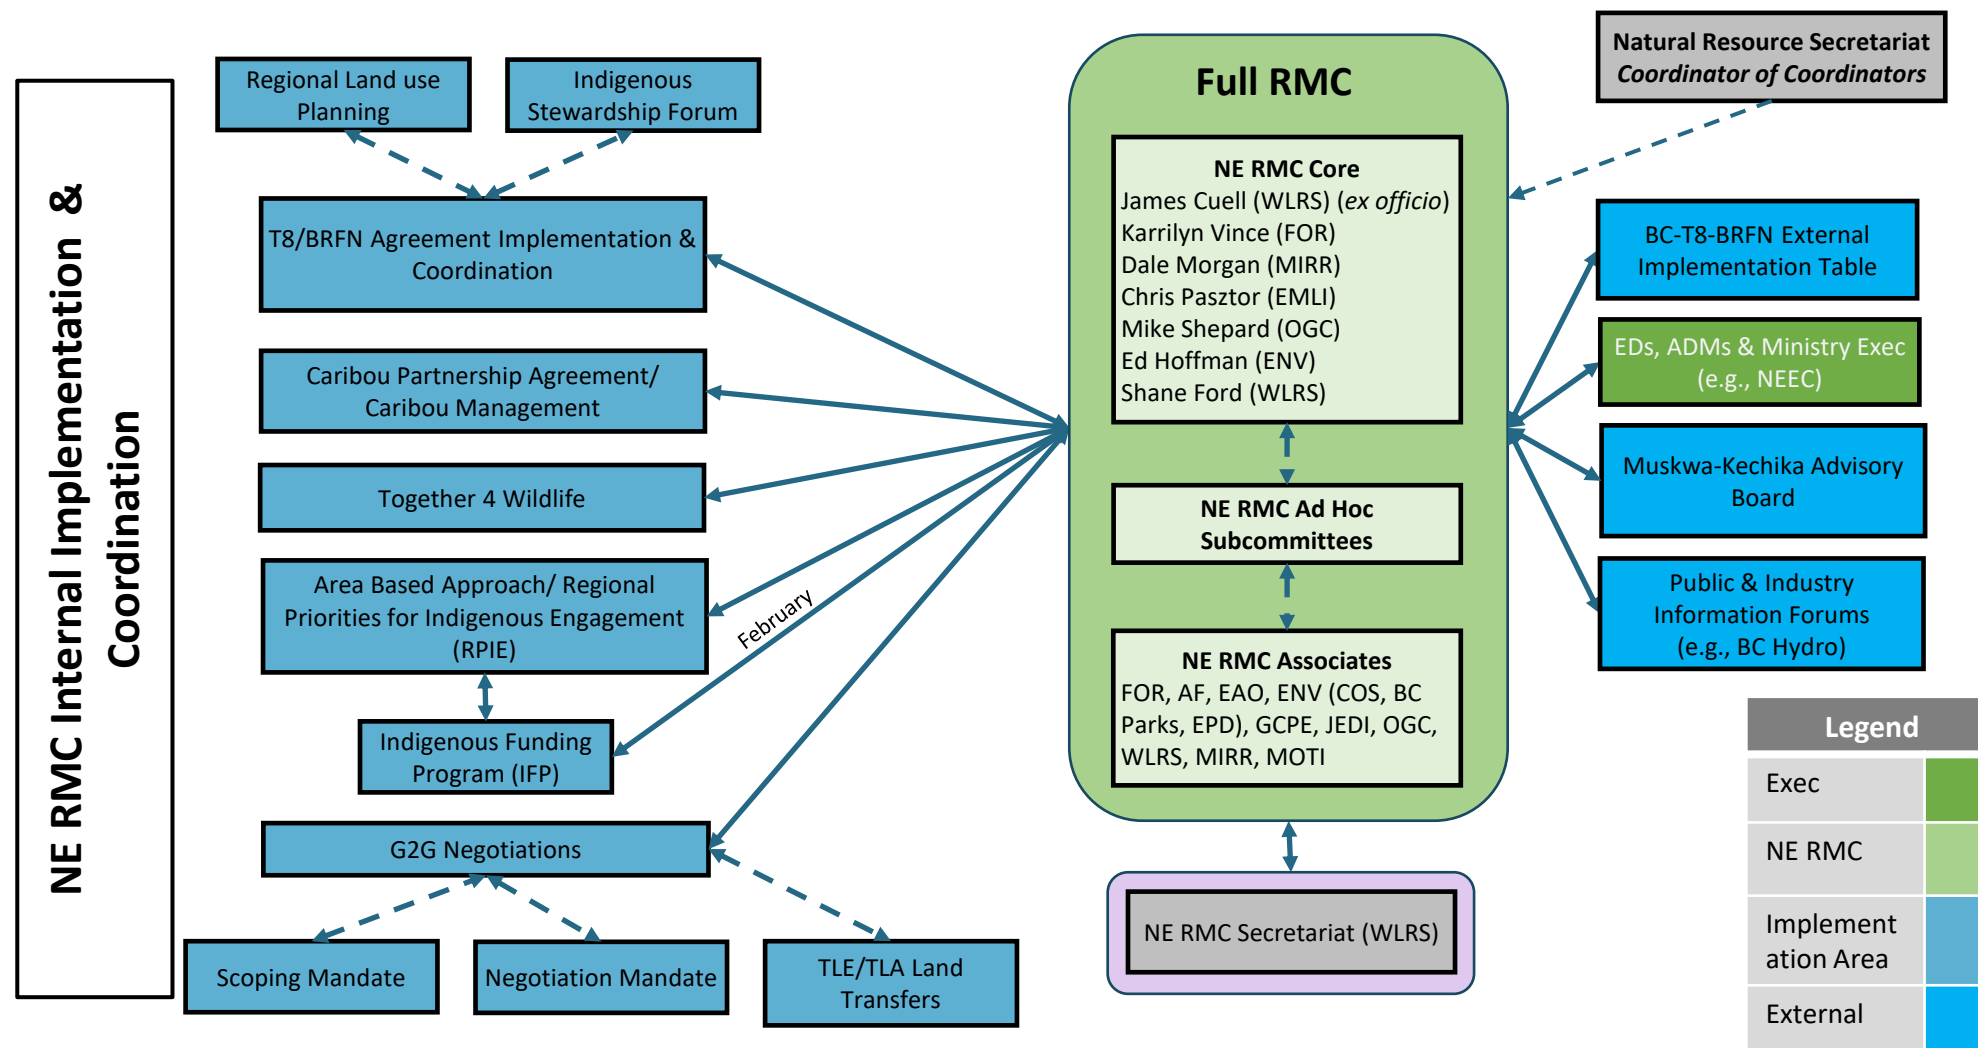 NE RMC Internal Implementation &
Coordination
Regional Land use
Planning
Indigenous
Stewardship Forum
T8/BRFN Agreement Implementation &
Coordination
Caribou Partnership Agreement/
Caribou Management
Together 4 Wildlife
Area Based Approach/ Regional
Priorities for Indigenous Engagement
(RPIE)
Indigenous Funding
Program (IFP)
G2G Negotiations
Scoping Mandate
Negotiation Mandate
TLE/TLA Land
Transfers
February
Full RMC
NE RMC Core
James Cuell (WLRS) (ex officio)
Karrilyn Vince (FOR)
Dale Morgan (MIRR)
Chris Pasztor (EMLI)
Mike Shepard (OGC)
Ed Hoffman (ENV)
Shane Ford (WLRS)
NE RMC Ad Hoc
Subcommittees
NE RMC Associates
FOR, AF, EAO, ENV (COS, BC
Parks, EPD), GCPE, JEDI, OGC,
WLRS, MIRR, MOTI
NE RMC Secretariat (WLRS)
Natural Resource Secretariat
Coordinator of Coordinators
BC-T8-BRFN External
Implementation Table
EDs, ADMs & Ministry Exec
(e.g., NEEC)
Muskwa-Kechika Advisory
Board
Public & Industry
Information Forums
(e.g., BC Hydro)
Legend
Exec
NE RMC
Implement
ation Area
External